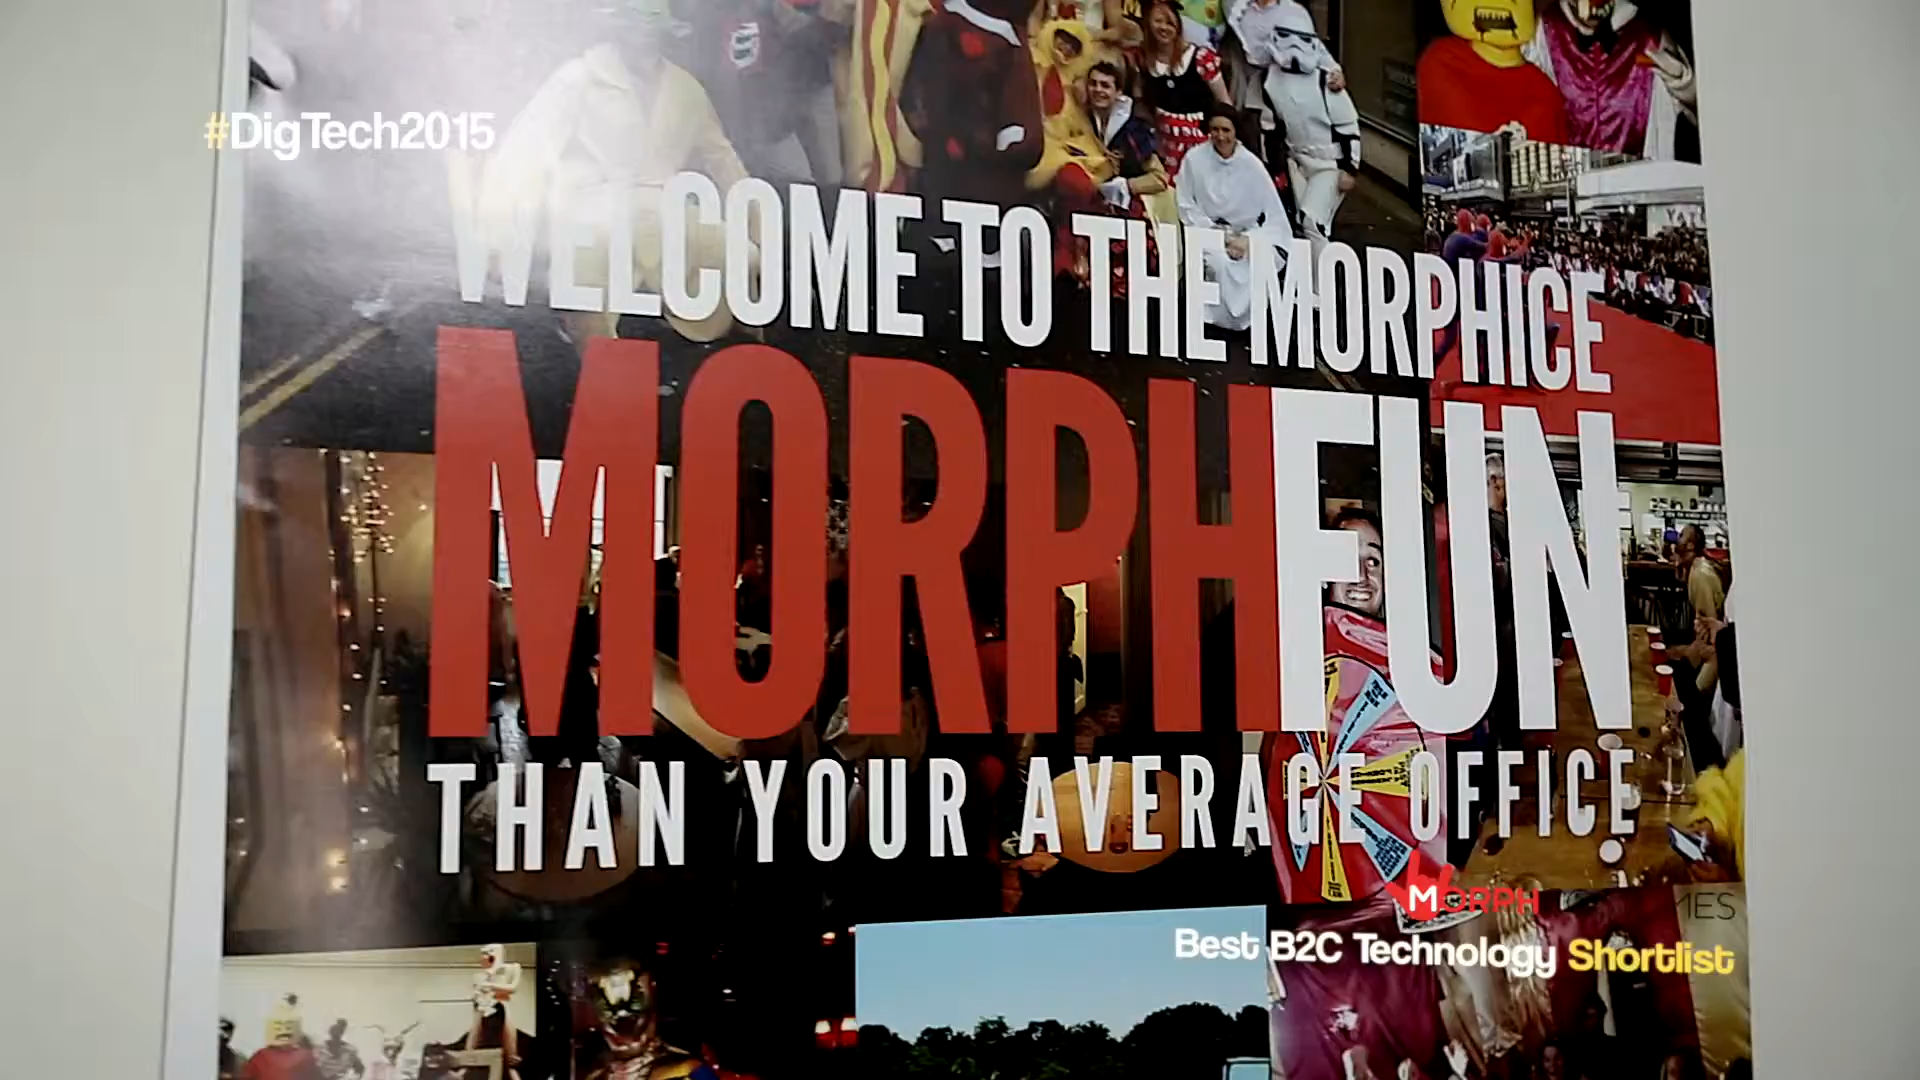 #DigTech2015
WELCOME TO THE MORPHICE
MORPHFUN
THAN YOUR AVERAGE OFFICE
MORPH
Best B2C Technology Shortlist